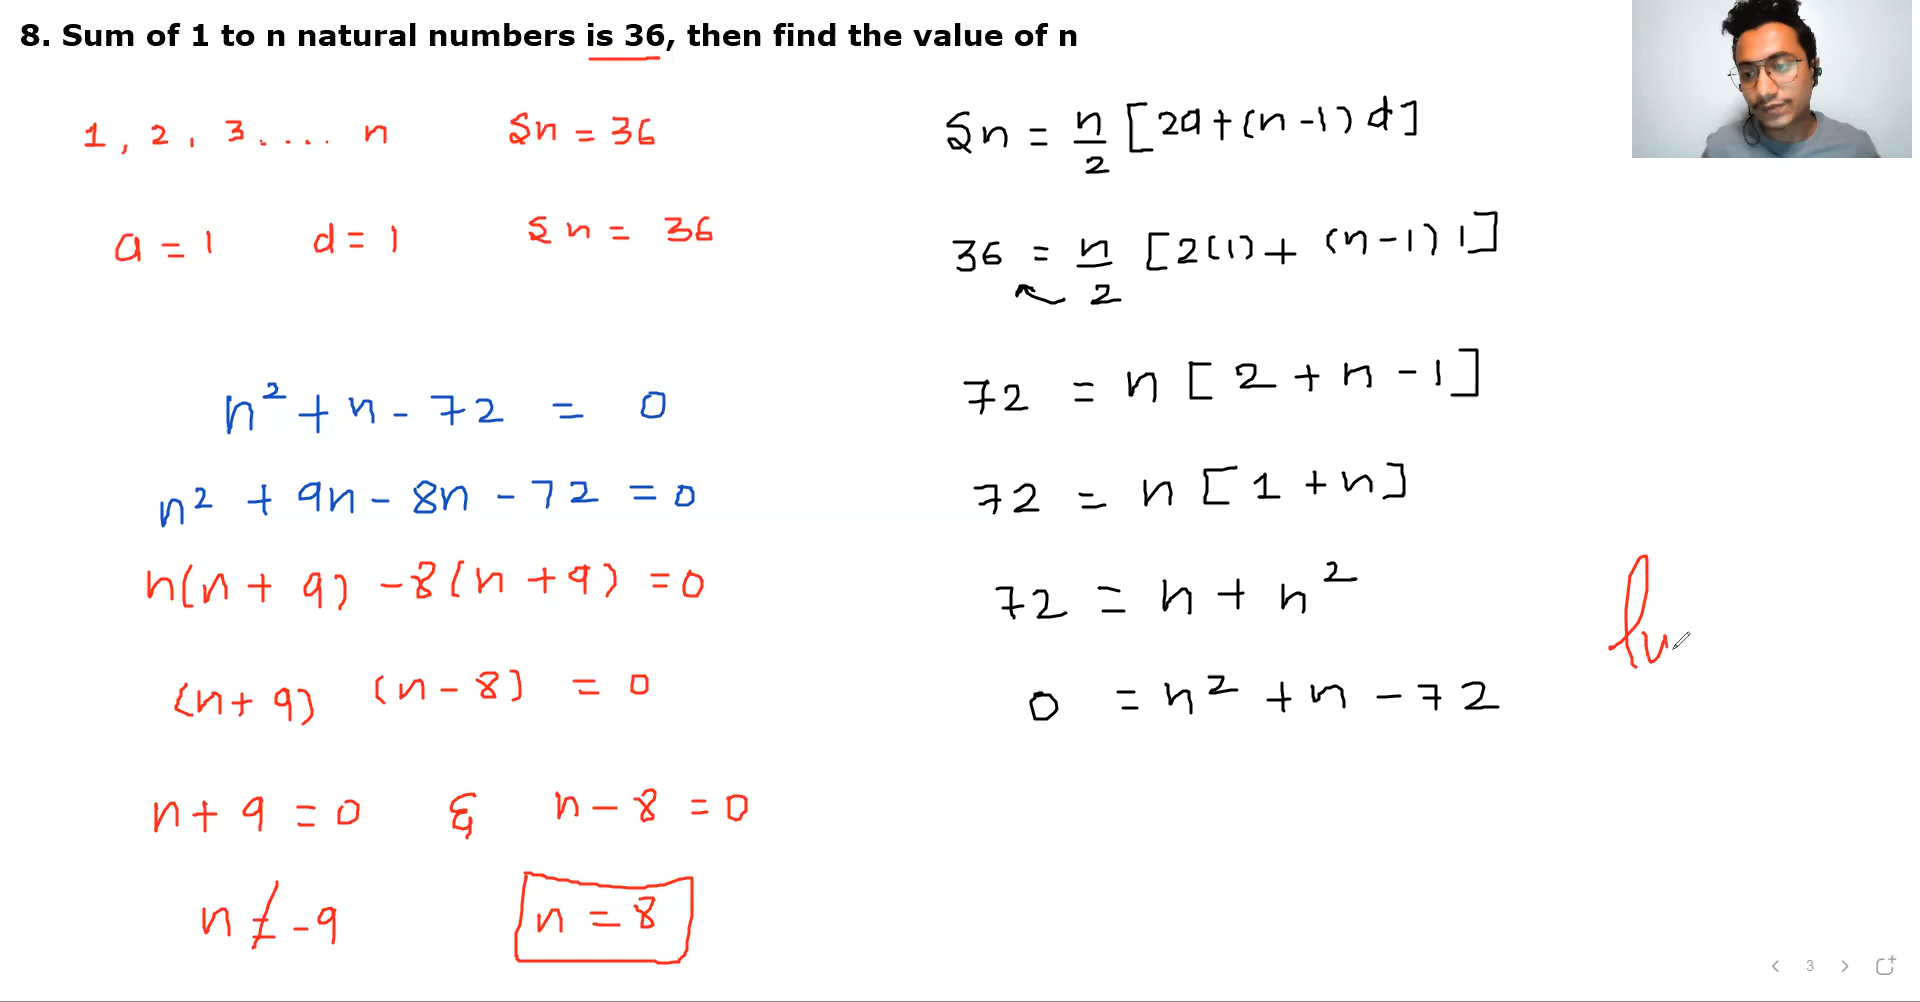 8. Sum of 1 to n natural numbers is 36, then find the value of n
1, 2, 3.... n Sn = 36
a = 1 d = 1 Sn = 36
n² + n - 72 = 0
n² + 9n - 8n - 72 = 0
n(n + 9) - 8(n + 9) = 0
(n + 9) (n - 8) = 0
n + 9 = 0 & n - 8 = 0
n ≠ -9 n = 8
Sn = n/2 [2a + (n - 1) d]
36 = n/2 [2(1) + (n - 1) 1]
72 = n [2 + n - 1]
72 = n [1 + n]
72 = n + n²
0 = n² + n - 72
3